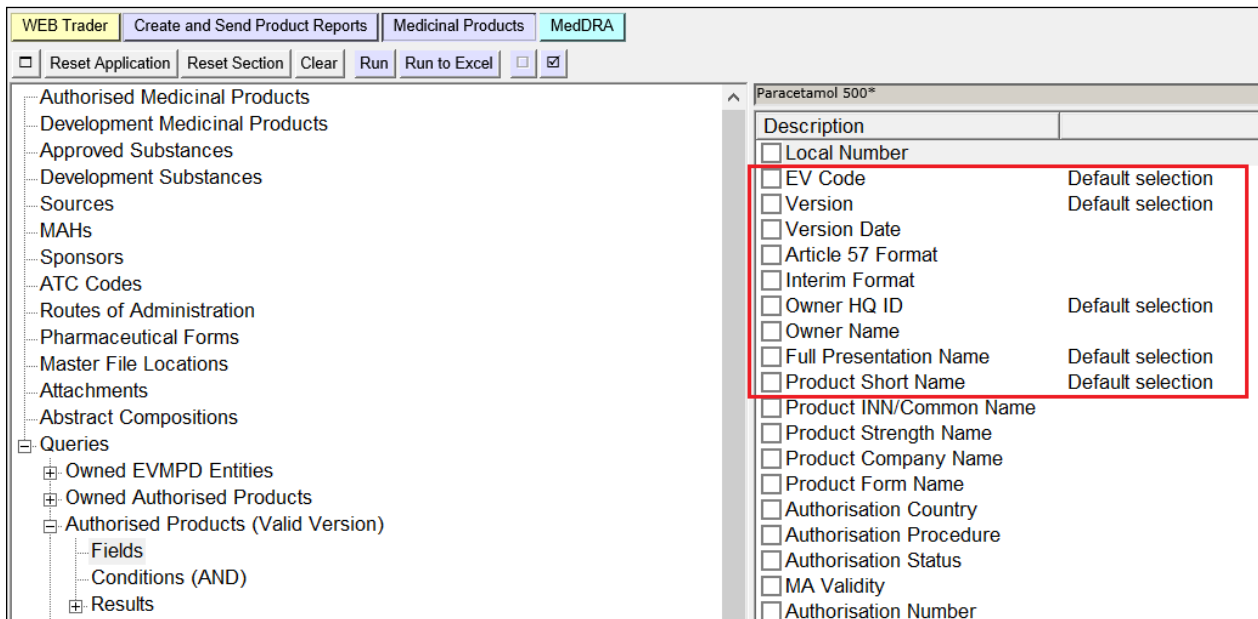 WEB Trader Create and Send Product Reports Medicinal Products MedDRA
Reset Application Reset Section Clear Run Run to Excel
Authorised Medicinal Products
Development Medicinal Products
Approved Substances
Development Substances
Sources
MAHs
Sponsors
ATC Codes
Routes of Administration
Pharmaceutical Forms
Master File Locations
Attachments
Abstract Compositions
Queries
Owned EVMPD Entities
Owned Authorised Products
Authorised Products (Valid Version)
Fields
Conditions (AND)
Results
Paracetamol 500*
Description
Local Number
EV Code Default selection
Version Default selection
Version Date
Article 57 Format
Interim Format
Owner HQ ID Default selection
Owner Name
Full Presentation Name Default selection
Product Short Name Default selection
Product INN/Common Name
Product Strength Name
Product Company Name
Product Form Name
Authorisation Country
Authorisation Procedure
Authorisation Status
MA Validity
Authorisation Number